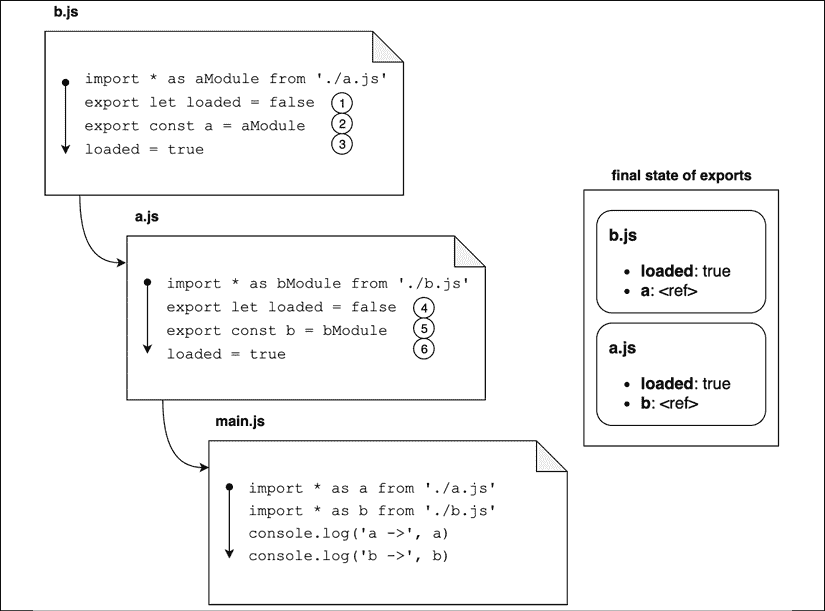 b.js
import * as aModule from './a.js'
export let loaded = false 1
export const a = aModule 2
loaded = true 3
a.js
import * as bModule from './b.js'
export let loaded = false 4
export const b = bModule 5
loaded = true 6
main.js
import * as a from './a.js'
import * as b from './b.js'
console.log('a ->', a)
console.log('b ->', b)
final state of exports
b.js
• loaded: true
• a: <ref>
a.js
• loaded: true
• b: <ref>